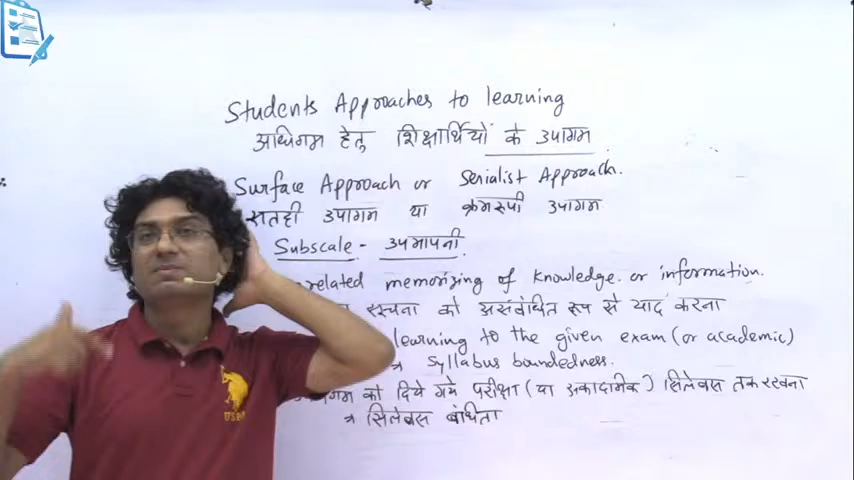 Students Approaches to learning
अधिगम हेतु शिक्षार्थियों के उपागम
Surface Approach or Serialist Approach.
सतही उपागम या क्रमरूपी उपागम
Subscale - उपमापनी
related memorizing of knowledge or information.
को असंबंधित रूप से याद करना
learning to the given exam (or academic)
syllabus boundedness.
को दिये गये परीक्षा (या अकादमिक) सिलेबस तक रखना
सिलेबस बंधिता